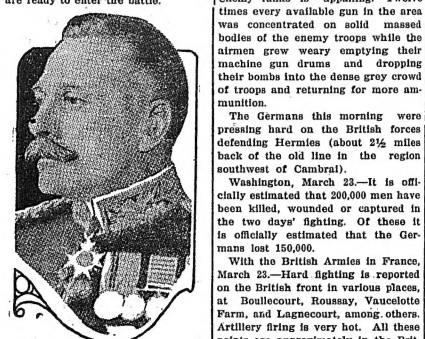 are ready to enter the battle.
enemy ranks is appalling. Twelve
times every available gun in the area
was concentrated on solid massed
bodies of the enemy troops while the
airmen grew weary emptying their
machine gun drums and dropping
their bombs into the dense grey crowd
of troops and returning for more am-
munition.
The Germans this morning were
pressing hard on the British forces
defending Hermies (about 2½ miles
back of the old line in the region
southwest of Cambrai).
Washington, March 23.—It is offi-
cially estimated that 200,000 men have
been killed, wounded or captured in
the two days' fighting. Of these it
is officially estimated that the Ger-
mans lost 150,000.
With the British Armies in France,
March 23.—Hard fighting is reported
on the British front in various places,
at Boullecourt, Roussay, Vaucelotte
Farm, and Lagnecourt, among others.
Artillery firing is very hot. All these
points are approximately in the Brit-